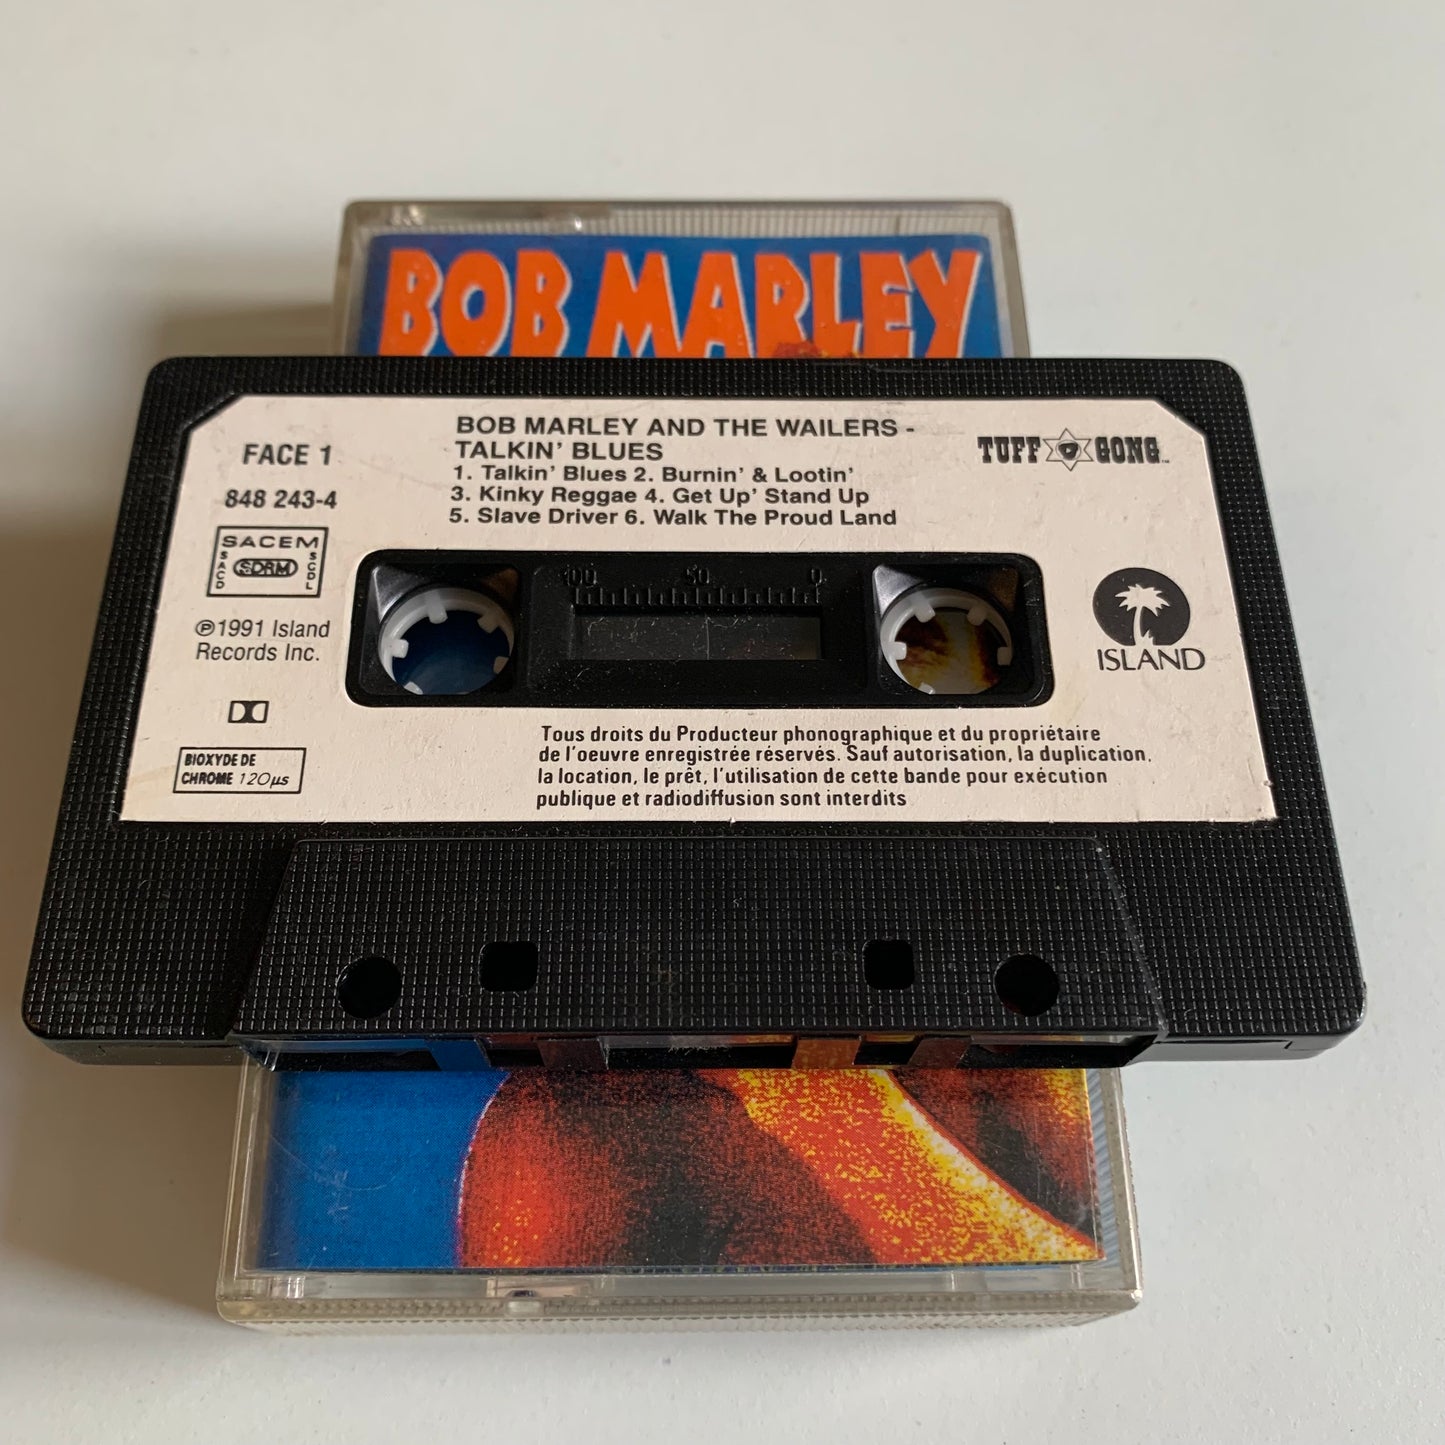 BOB MARLEY
FACE 1
848 243-4
SACEM
SACD
SDRM
SCDL
℗1991 Island
Records Inc.
BIOXYDE DE
CHROME 120µs
BOB MARLEY AND THE WAILERS -
TALKIN' BLUES
1. Talkin' Blues 2. Burnin' & Lootin'
3. Kinky Reggae 4. Get Up' Stand Up
5. Slave Driver 6. Walk The Proud Land
TUFF GONG™
100 50 0
ISLAND
Tous droits du Producteur phonographique et du propriétaire
de l'oeuvre enregistrée réservés. Sauf autorisation, la duplication,
la location, le prêt, l'utilisation de cette bande pour exécution
publique et radiodiffusion sont interdits